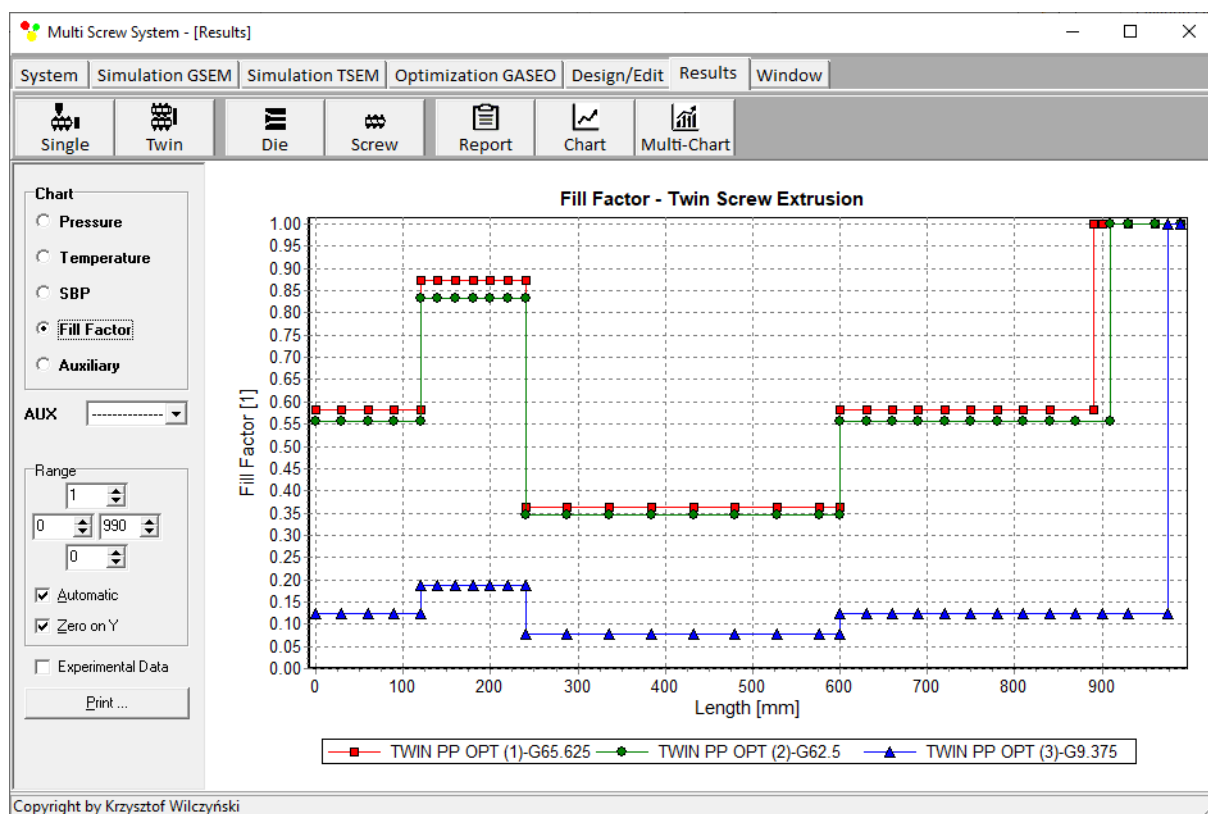 Multi Screw System - [Results]
System Simulation GSEM Simulation TSEM Optimization GASEO Design/Edit Results Window
Single Twin Die Screw Report Chart Multi-Chart
Chart
Pressure
Temperature
SBP
Fill Factor
Auxiliary
AUX --------------
Range
1
0 990
0
Automatic
Zero on Y
Experimental Data
Print ...
Fill Factor - Twin Screw Extrusion
Fill Factor [1]
1.00
0.95
0.90
0.85
0.80
0.75
0.70
0.65
0.60
0.55
0.50
0.45
0.40
0.35
0.30
0.25
0.20
0.15
0.10
0.05
0.00
0 100 200 300 400 500 600 700 800 900
Length [mm]
TWIN PP OPT (1)-G65.625 TWIN PP OPT (2)-G62.5 TWIN PP OPT (3)-G9.375
Copyright by Krzysztof Wilczyński